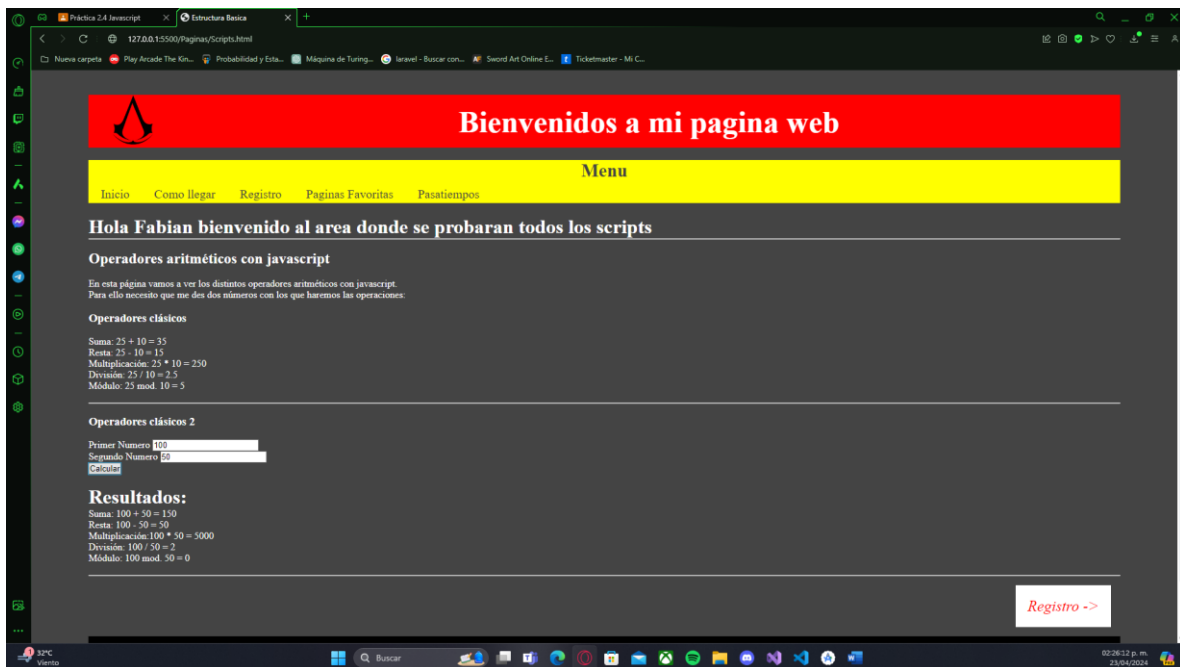 Práctica 2.4 Javascript
Estructura Basica
127.0.0.1:5500/Paginas/Scripts.html
Nueva carpeta
Play Arcade The Kin...
Probabilidad y Esta...
Máquina de Turing...
laravel - Buscar con...
Sword Art Online E...
Ticketmaster - Mi C...
Bienvenidos a mi pagina web
Menu
Inicio Como llegar Registro Paginas Favoritas Pasatiempos
Hola Fabian bienvenido al area donde se probaran todos los scripts
Operadores aritméticos con javascript
En esta página vamos a ver los distintos operadores aritméticos con javascript.
Para ello necesito que me des dos números con los que haremos las operaciones:
Operadores clásicos
Suma: 25 + 10 = 35
Resta: 25 - 10 = 15
Multiplicación: 25 * 10 = 250
División: 25 / 10 = 2.5
Módulo: 25 mod. 10 = 5
Operadores clásicos 2
Primer Numero 100
Segundo Numero 50
Calcular
Resultados:
Suma: 100 + 50 = 150
Resta: 100 - 50 = 50
Multiplicación:100 * 50 = 5000
División: 100 / 50 = 2
Módulo: 100 mod. 50 = 0
Registro ->
1
32°C
Viento
Buscar
02:26:12 p. m.
23/04/2024